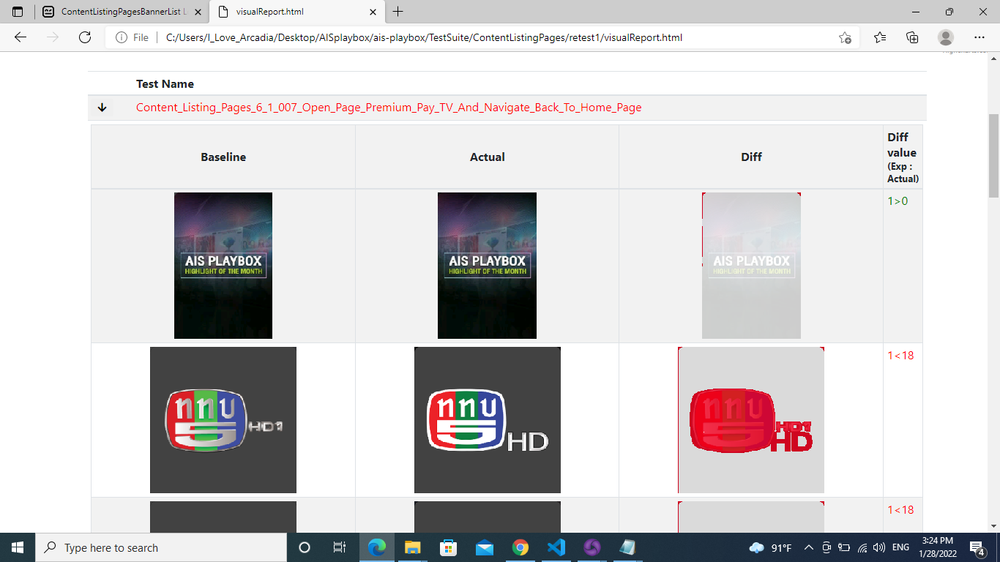 ContentListingPagesBannerList L
visualReport.html
File
C:/Users/I_Love_Arcadia/Desktop/AISplaybox/ais-playbox/TestSuite/ContentListingPages/retest1/visualReport.html
Test Name
Content_Listing_Pages_6_1_007_Open_Page_Premium_Pay_TV_And_Navigate_Back_To_Home_Page
Baseline
Actual
Diff
Diff value (Exp : Actual)
AIS PLAYBOX
HIGHLIGHT OF THE MONTH
AIS PLAYBOX
HIGHLIGHT OF THE MONTH
AIS PLAYBOX
HIGHLIGHT OF THE MONTH
1>0
ททบ
5
HD1
ททบ
5
HD
ททบ
5
HD1
HD
1<18
1<18
Type here to search
91°F
ENG
3:24 PM
1/28/2022
4